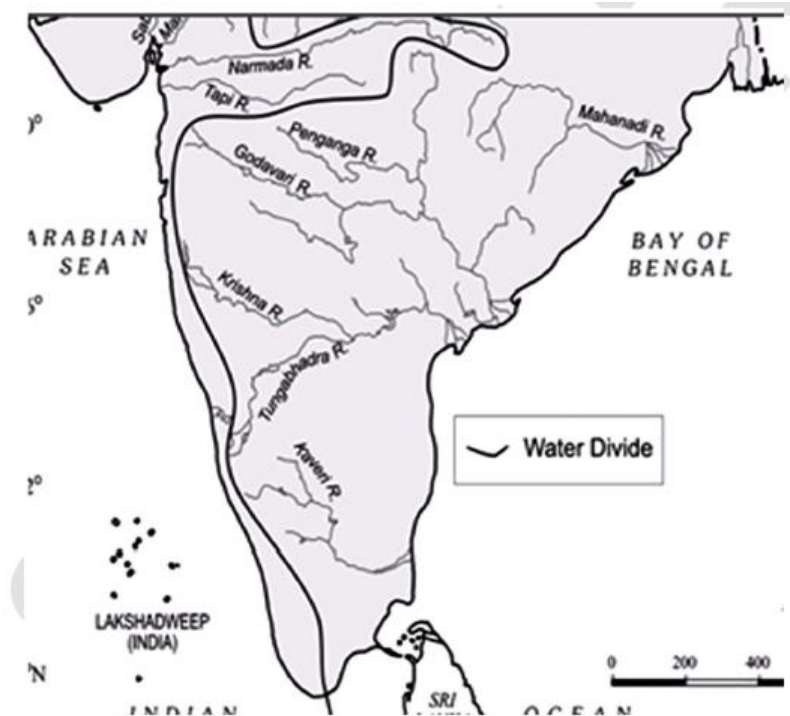 Narmada R.
Tapi R.
Mahanadi R.
Penganga R.
Godavari R.
ARABIAN
SEA
BAY OF
BENGAL
Krishna R.
Tungabhadra R.
Water Divide
Kaveri R.
LAKSHADWEEP
(INDIA)
0 200 400
SRI
INDIAN OCEAN